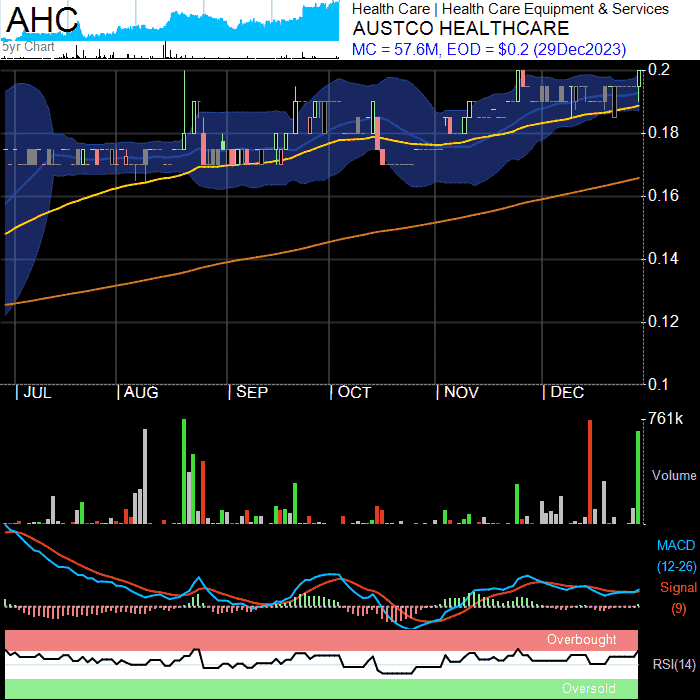 AHC
5yr Chart
Health Care | Health Care Equipment & Services
AUSTCO HEALTHCARE
MC = 57.6M, EOD = $0.2 (29Dec2023)
0.2
0.18
0.16
0.14
0.12
0.1
| JUL | AUG | SEP | OCT | NOV | DEC
761k
Volume
MACD
(12-26)
Signal
(9)
Overbought
RSI(14)
Oversold